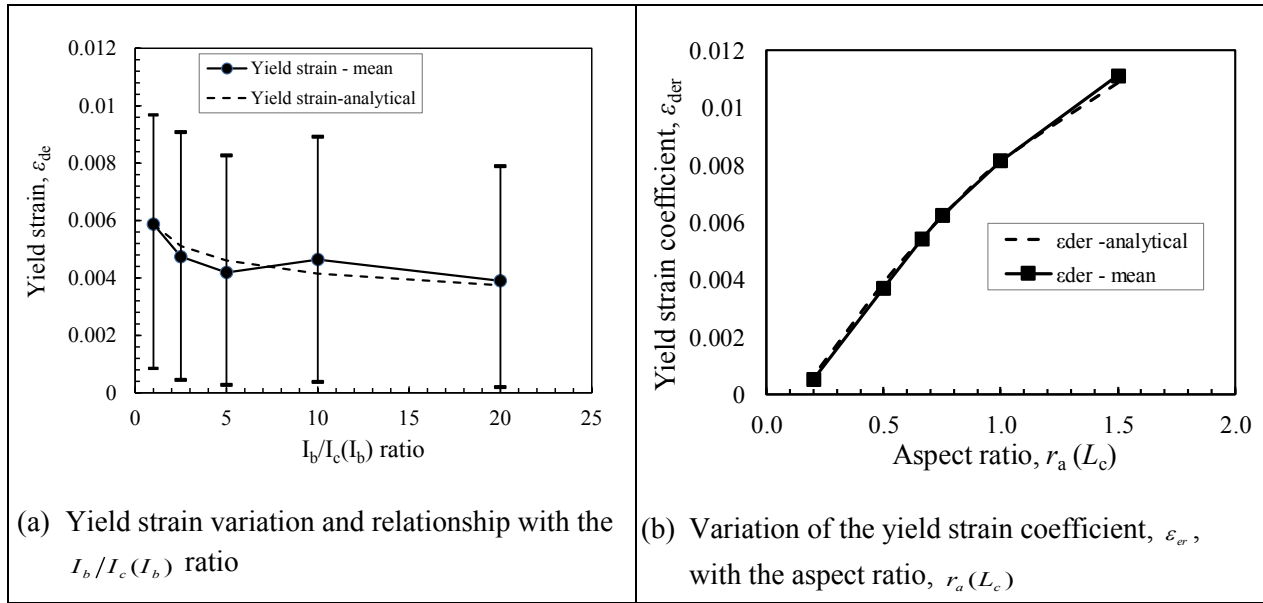 0.012
0.01
0.008
0.006
0.004
0.002
0
Yield strain, εde
Yield strain - mean
Yield strain-analytical
0 5 10 15 20 25
Ib/Ic(Ib) ratio
(a) Yield strain variation and relationship with the
Ib/Ic(Ib) ratio
0.012
0.01
0.008
0.006
0.004
0.002
0
Yield strain coefficient, εder
εder -analytical
εder - mean
0.0 0.5 1.0 1.5 2.0
Aspect ratio, ra (Lc)
(b) Variation of the yield strain coefficient, εer,
with the aspect ratio, ra(Lc)